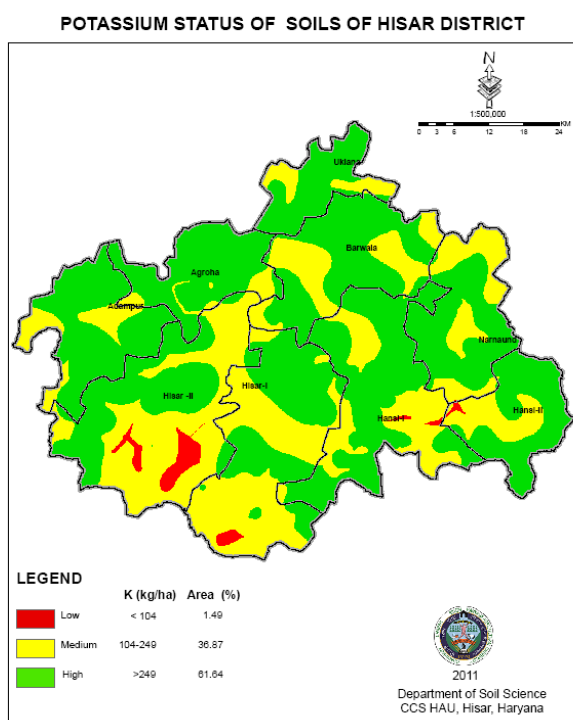 POTASSIUM STATUS OF SOILS OF HISAR DISTRICT
N
1:500,000
KM
0 3 6 12 18 24
Uklana
Barwala
Agroha
Adampur
Narnaund
Hisar -II
Hisar-I
Hansi-I
Hansi-II
LEGEND
K (kg/ha) Area (%)
Low < 104 1.49
Medium 104-249 36.87
High >249 61.64
2011
Department of Soil Science
CCS HAU, Hisar, Haryana